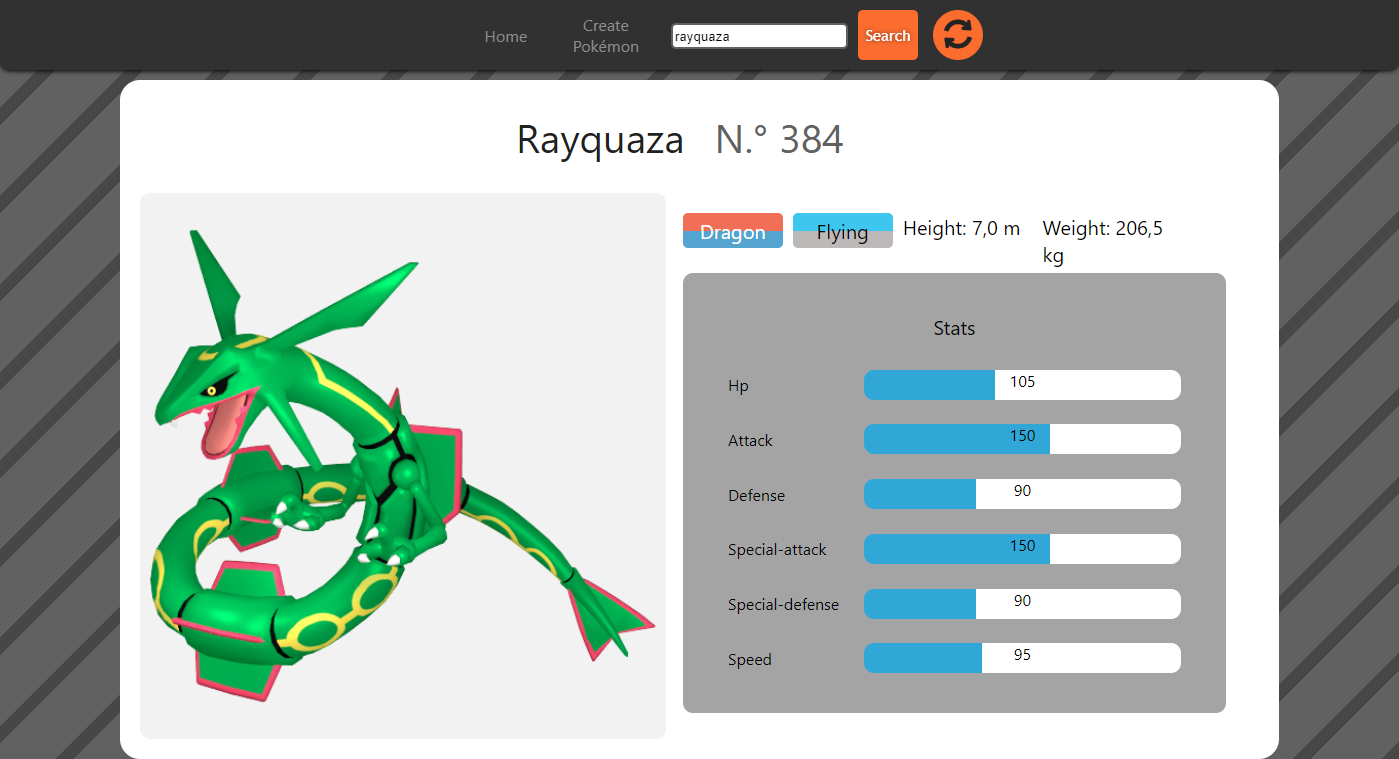 Home
Create
Pokémon
rayquaza
Search
Rayquaza N.° 384
Dragon
Flying
Height: 7,0 m
Weight: 206,5
kg
Stats
Hp 105
Attack 150
Defense 90
Special-attack 150
Special-defense 90
Speed 95